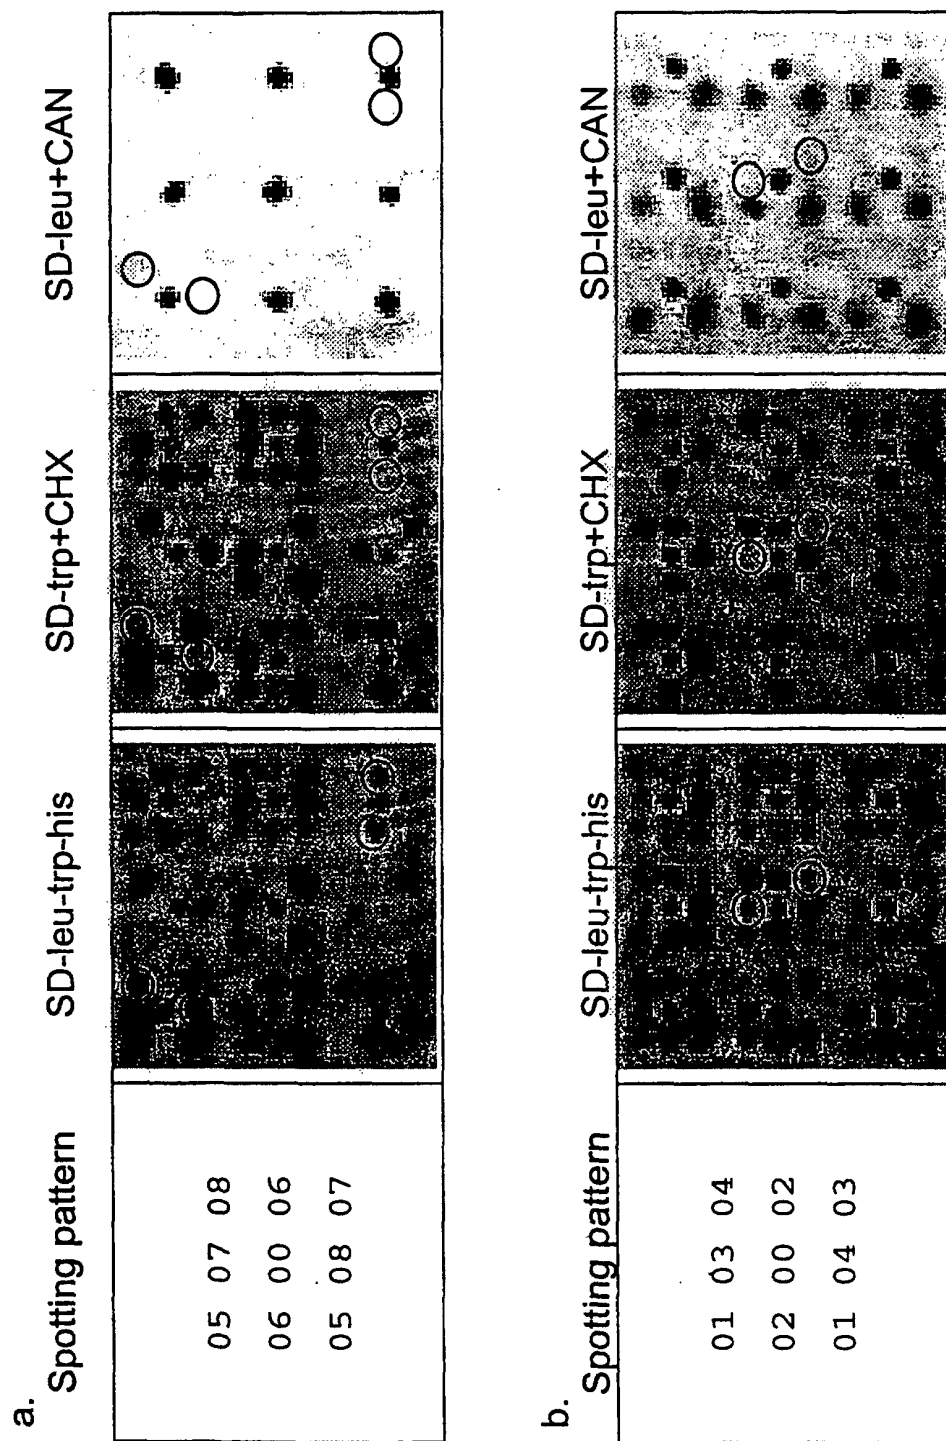 a.
Spotting pattern SD-leu-trp-his SD-trp+CHX SD-leu+CAN
05 07 08
06 00 06
05 08 07
b.
Spotting pattern SD-leu-trp-his SD-trp+CHX SD-leu+CAN
01 03 04
02 00 02
01 04 03